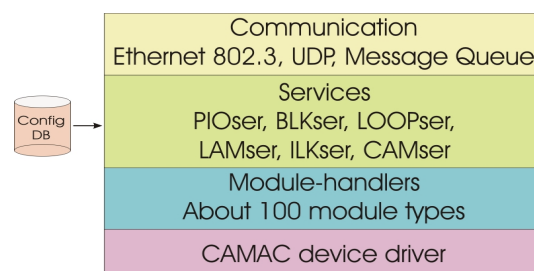 Communication
Ethernet 802.3, UDP, Message Queue
Config
DB
Services
PIOser, BLKser, LOOPser,
LAMser, ILKser, CAMser
Module-handlers
About 100 module types
CAMAC device driver